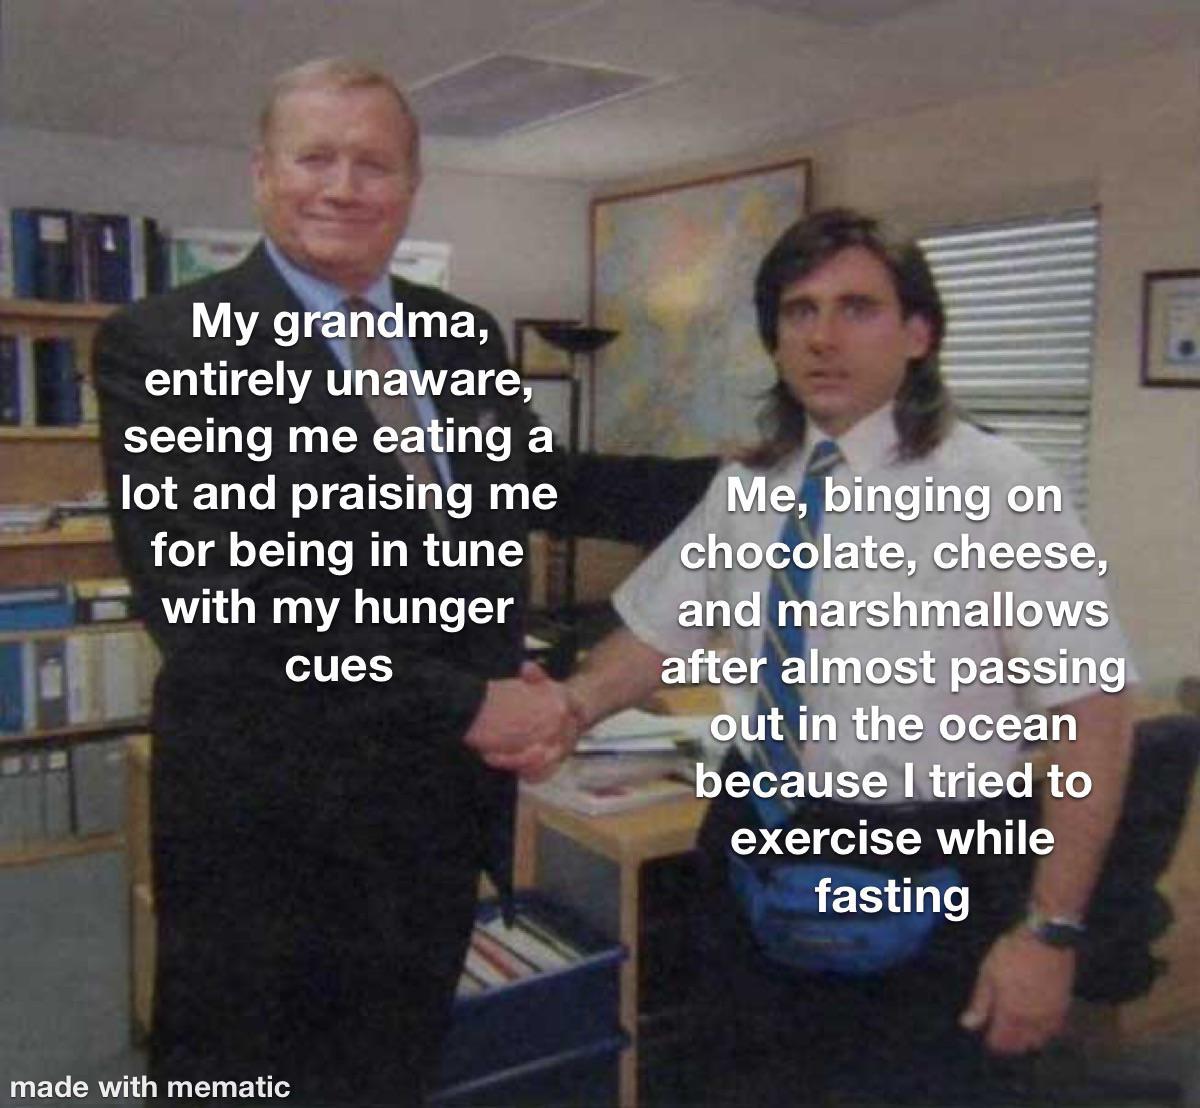 My grandma,
entirely unaware,
seeing me eating a
lot and praising me
for being in tune
with my hunger
cues
Me, binging on
chocolate, cheese,
and marshmallows
after almost passing
out in the ocean
because I tried to
exercise while
fasting
made with mematic